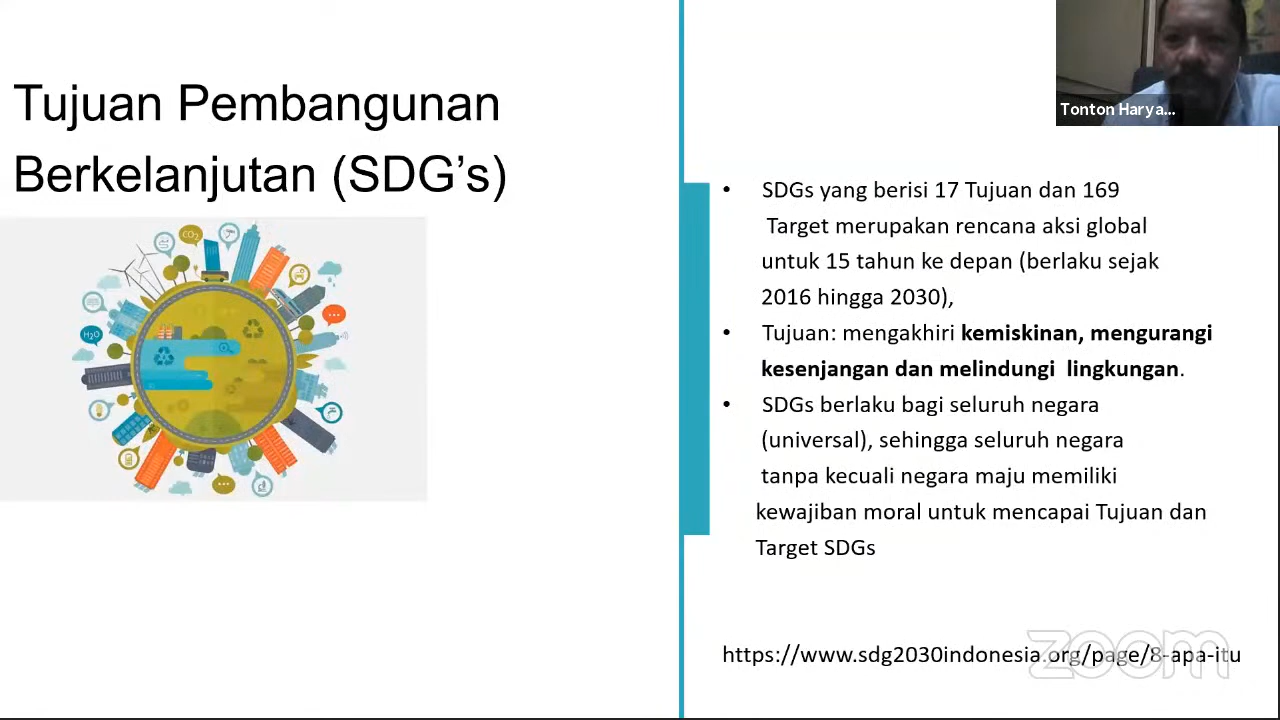 Tujuan Pembangunan
Berkelanjutan (SDG’s)
CO2
H2O
Tonton Harya...
• SDGs yang berisi 17 Tujuan dan 169
Target merupakan rencana aksi global
untuk 15 tahun ke depan (berlaku sejak
2016 hingga 2030),
• Tujuan: mengakhiri kemiskinan, mengurangi
kesenjangan dan melindungi lingkungan.
• SDGs berlaku bagi seluruh negara
(universal), sehingga seluruh negara
tanpa kecuali negara maju memiliki
kewajiban moral untuk mencapai Tujuan dan
Target SDGs
https://www.sdg2030indonesia.org/page/8-apa-itu
zoom